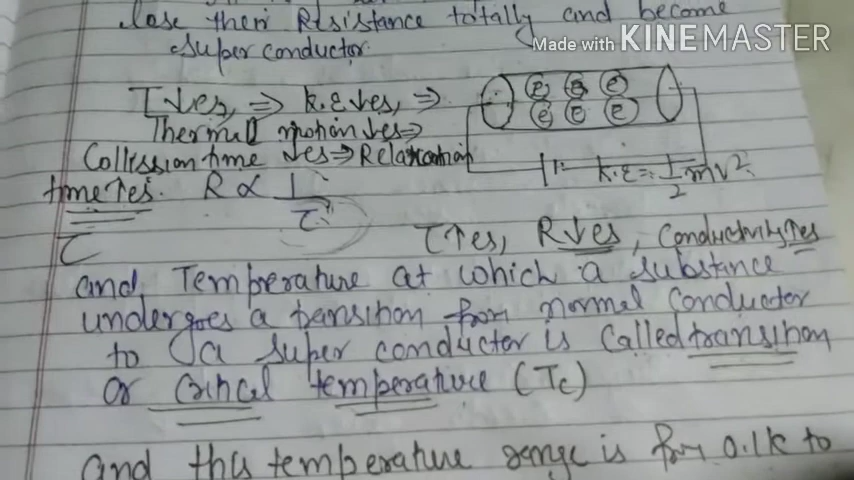 lose their Resistance totally and become
super conductor.
Made with KINEMASTER
T↓es, ⇒ k.ε ↓es, ⇒
Thermal motion ↓es ⇒
Collission time ↓es ⇒ Relaxation
time ↑es. R ∝ 1/τ
e e e
e e e
k.ε = 1/2 mv².
τ
τ↑es, R↓es, conductivity ↑es
and Temperature at which a substance
undergoes a transition from normal conductor
to a super conductor is called transition
or critical temperature (Tc)
and this temperature range is from 0.1k to